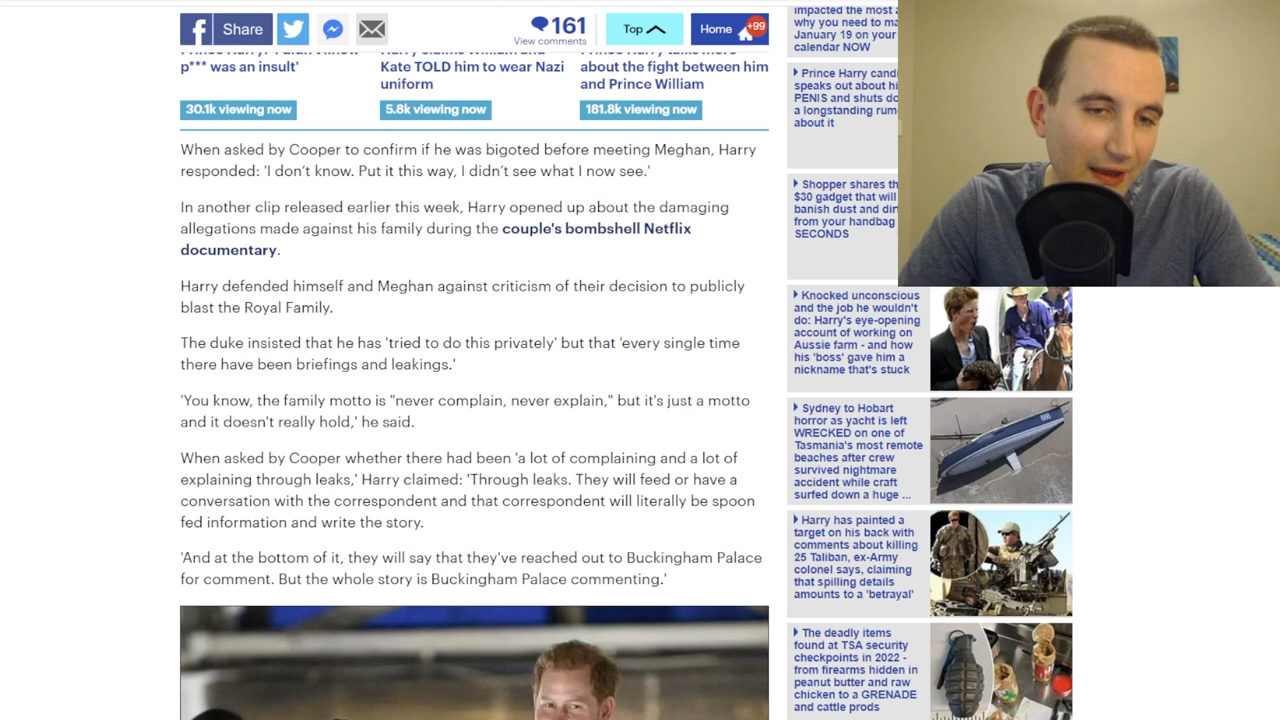 Share
161
View comments
Top
Home
+99
p*** was an insult'
30.1k viewing now
Harry claims William and
Kate TOLD him to wear Nazi
uniform
5.8k viewing now
Prince Harry talks more
about the fight between him
and Prince William
181.8k viewing now
When asked by Cooper to confirm if he was bigoted before meeting Meghan, Harry
responded: 'I don't know. Put it this way, I didn't see what I now see.'
In another clip released earlier this week, Harry opened up about the damaging
allegations made against his family during the couple's bombshell Netflix
documentary.
Harry defended himself and Meghan against criticism of their decision to publicly
blast the Royal Family.
The duke insisted that he has 'tried to do this privately' but that 'every single time
there have been briefings and leakings.'
'You know, the family motto is "never complain, never explain," but it's just a motto
and it doesn't really hold,' he said.
When asked by Cooper whether there had been 'a lot of complaining and a lot of
explaining through leaks,' Harry claimed: 'Through leaks. They will feed or have a
conversation with the correspondent and that correspondent will literally be spoon
fed information and write the story.
'And at the bottom of it, they will say that they've reached out to Buckingham Palace
for comment. But the whole story is Buckingham Palace commenting.'
impacted the most a
why you need to ma
January 19 on your
calendar NOW
Prince Harry candi
speaks out about hi
PENIS and shuts do
a longstanding rum
about it
Shopper shares th
$30 gadget that will
banish dust and dir
from your handbag
SECONDS
Knocked unconscious
and the job he wouldn't
do: Harry's eye-opening
account of working on
Aussie farm - and how
his 'boss' gave him a
nickname that's stuck
Sydney to Hobart
horror as yacht is left
WRECKED on one of
Tasmania's most remote
beaches after crew
survived nightmare
accident while craft
surfed down a huge ...
Harry has painted a
target on his back with
comments about killing
25 Taliban, ex-Army
colonel says, claiming
that spilling details
amounts to a 'betrayal'
The deadly items
found at TSA security
checkpoints in 2022 -
from firearms hidden in
peanut butter and raw
chicken to a GRENADE
and cattle prods